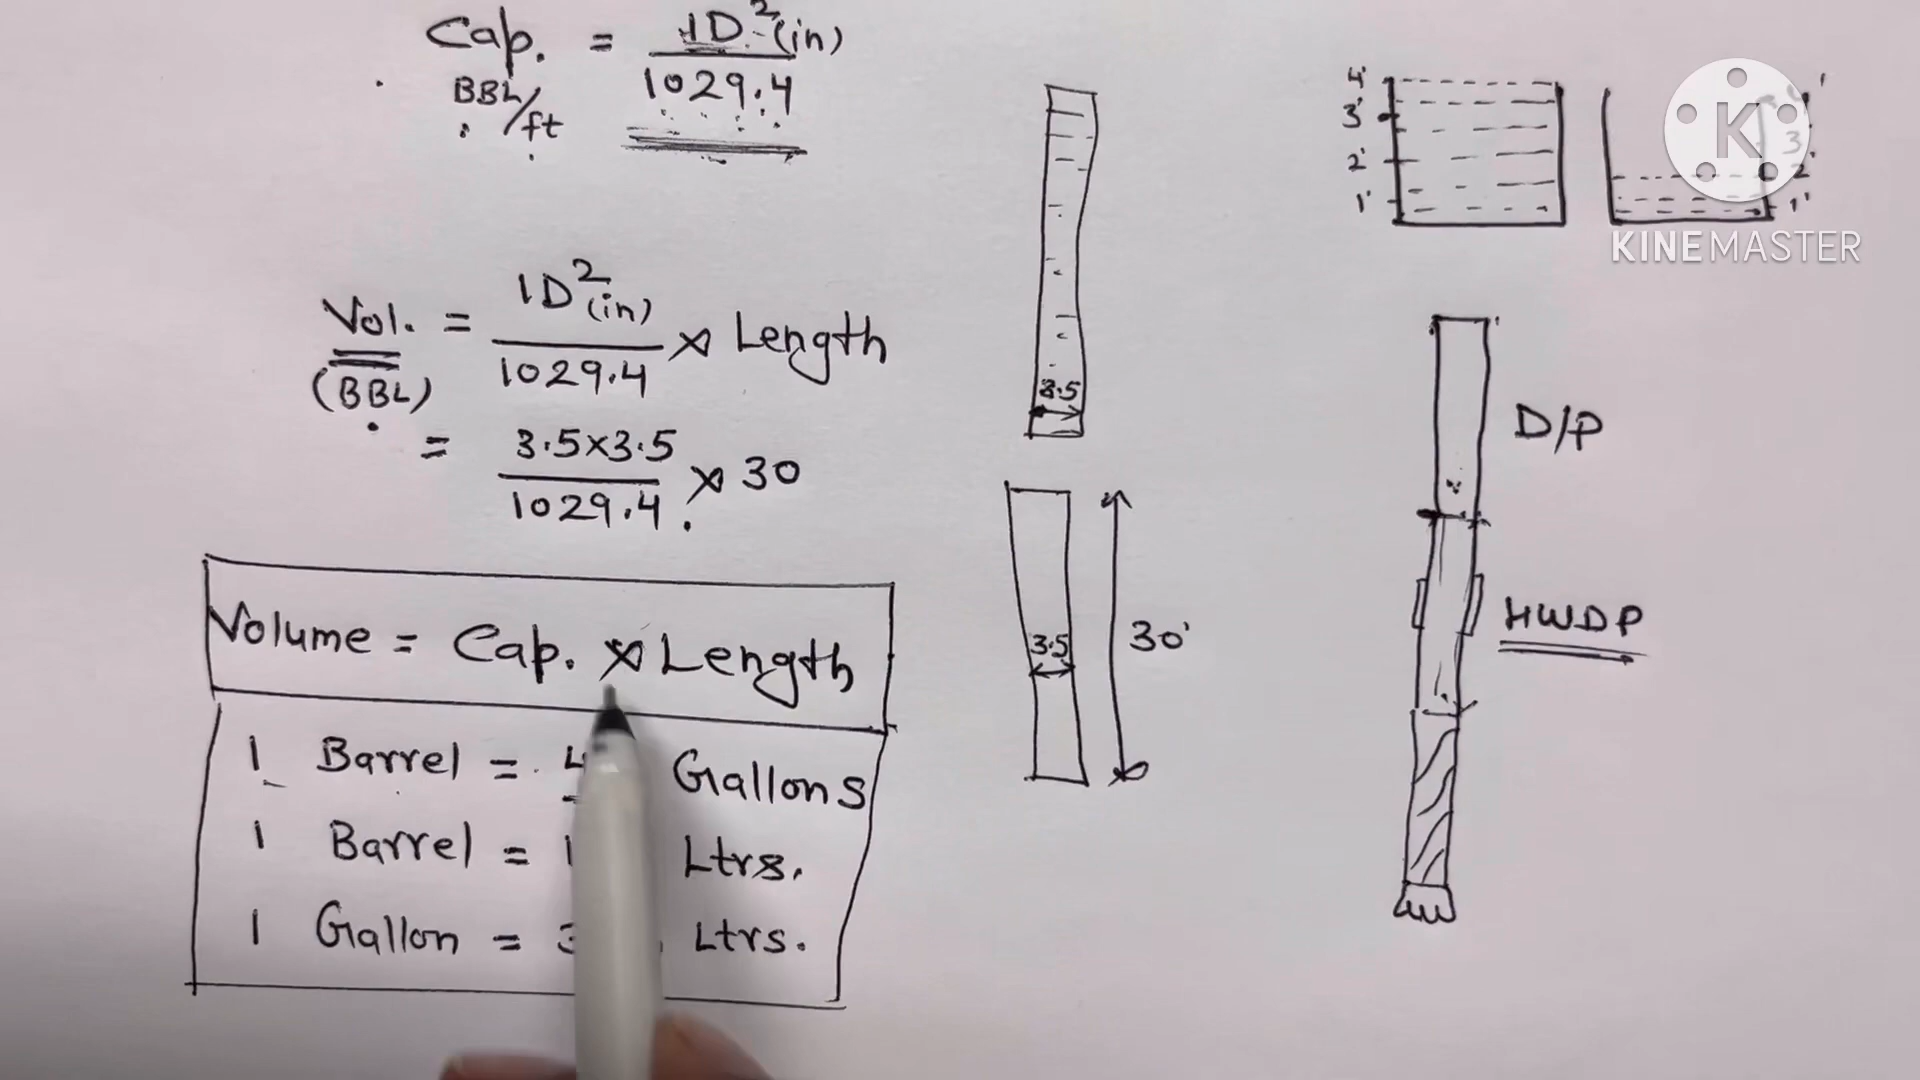 Cap. = ID²(in)
BBL/ft 1029.4
Vol. = ID²(in) × Length
(BBL) 1029.4
= 3.5×3.5 × 30
1029.4
Volume = Cap. × Length
1 Barrel = Gallons
1 Barrel = Ltrs.
1 Gallon = Ltrs.
3.5
3.5
30'
4'
3'
2'
1'
3
2'
1'
K
KINEMASTER
D/P
HWDP